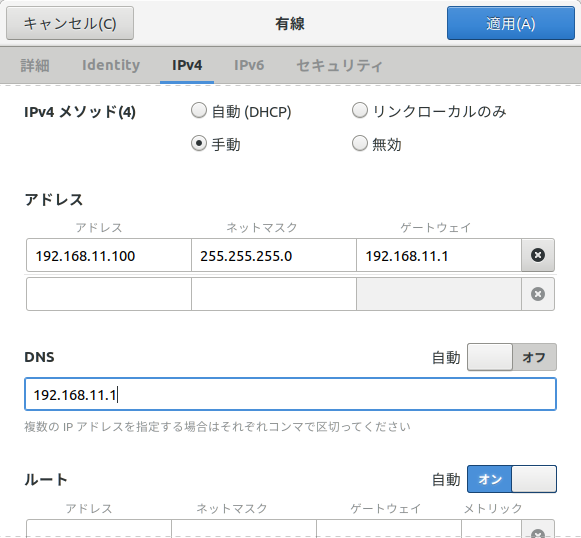 キャンセル(C) 有線 適用(A)
詳細 Identity IPv4 IPv6 セキュリティ
IPv4 メソッド(4) 自動 (DHCP) リンクローカルのみ
手動 無効
アドレス
アドレス ネットマスク ゲートウェイ
192.168.11.100 255.255.255.0 192.168.11.1
DNS 自動 オフ
192.168.11.1
複数の IP アドレスを指定する場合はそれぞれコンマで区切ってください
ルート 自動 オン
アドレス ネットマスク ゲートウェイ メトリック